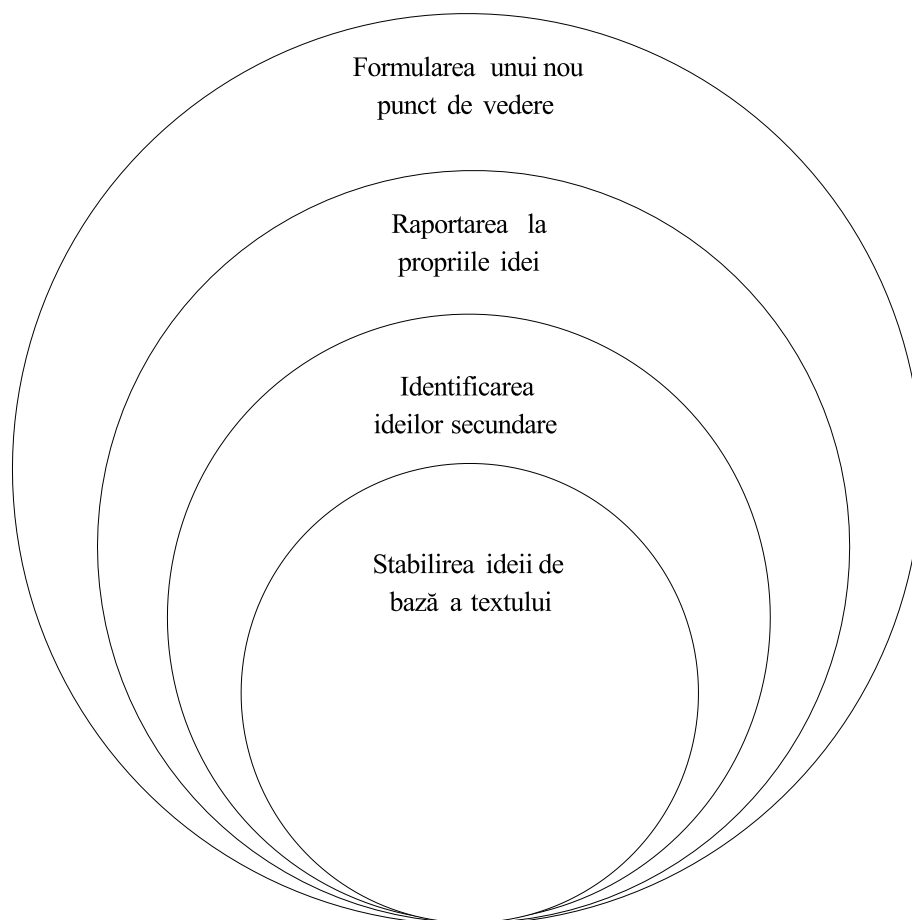 Formularea unui nou
punct de vedere
Raportarea la
propriile idei
Identificarea
ideilor secundare
Stabilirea ideii de
bază a textului